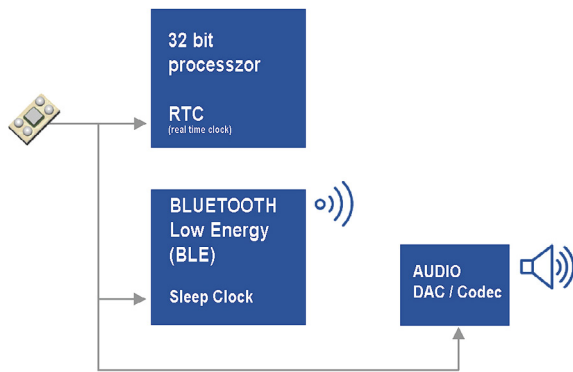 32 bit
processzor
RTC
(real time clock)
BLUETOOTH
Low Energy
(BLE)
Sleep Clock
AUDIO
DAC / Codec